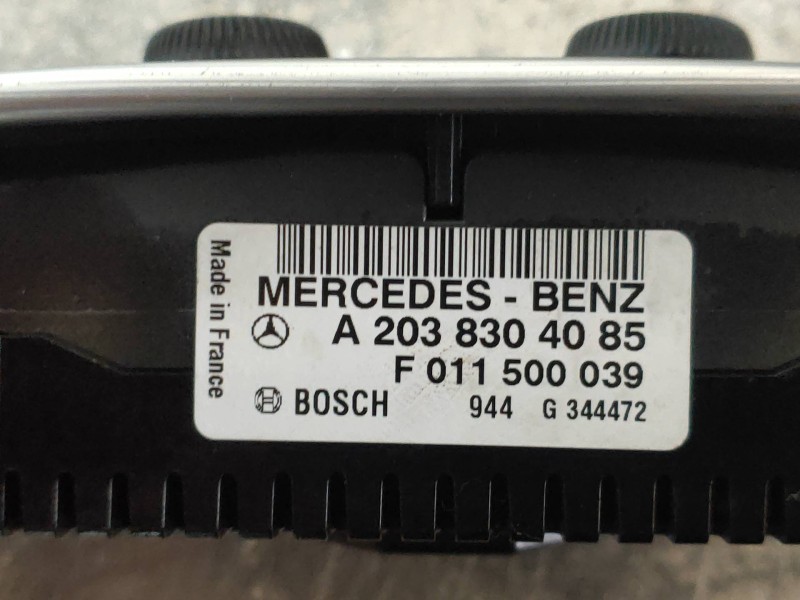 Made in France
MERCEDES - BENZ
A 203 830 40 85
F 011 500 039
BOSCH 944 G 344472